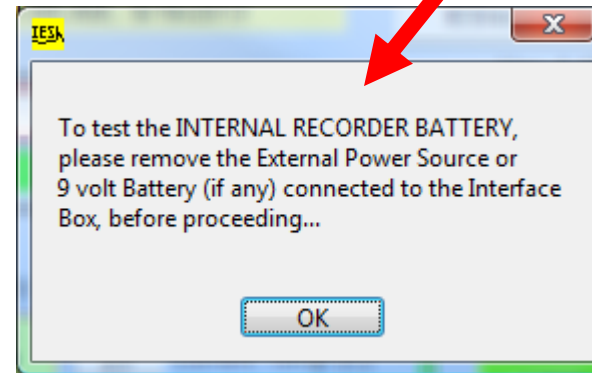 To test the INTERNAL RECORDER BATTERY,
please remove the External Power Source or
9 volt Battery (if any) connected to the Interface
Box, before proceeding...
OK